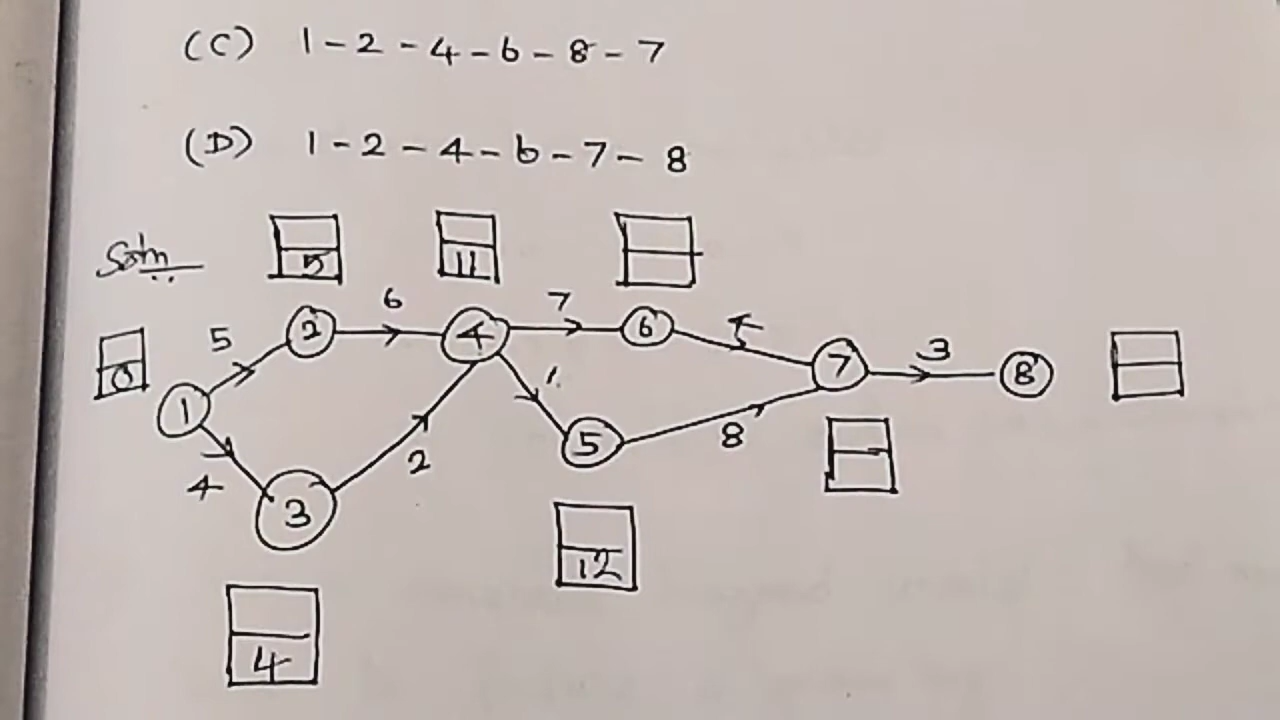 (C) 1-2-4-6-8-7
(D) 1-2-4-6-7-8
Soln
5 11
0 5 2 6 4 7 6 7 3 8
1 1 5 8
4 3 2
12
4